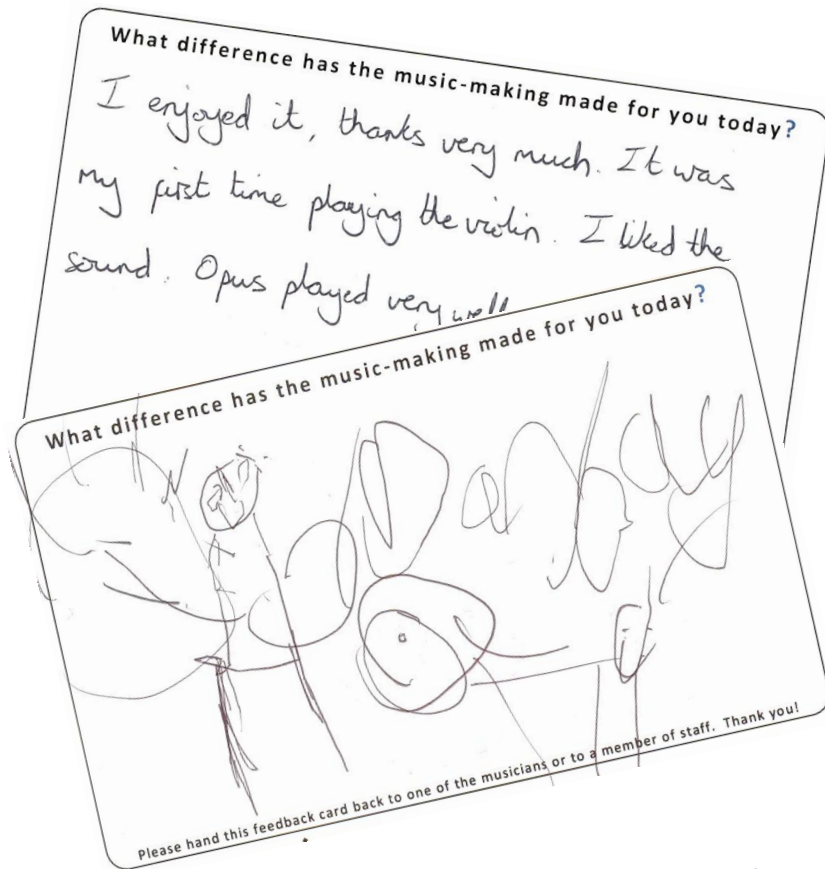 What difference has the music-making made for you today?
I enjoyed it, thanks very much. It was
my first time playing the violin. I liked the
sound. Opus played very well
What difference has the music-making made for you today?
Please hand this feedback card back to one of the musicians or to a member of staff. Thank you!